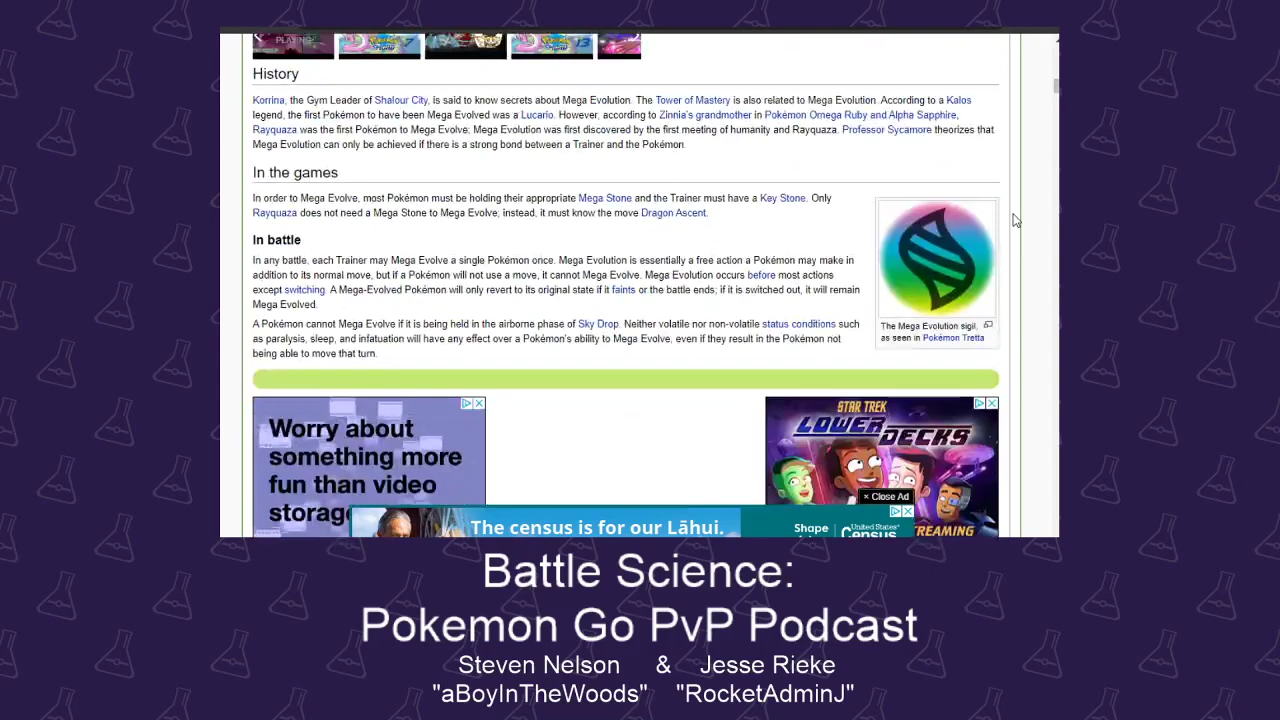 PLAYING
7
13
History
Korrina, the Gym Leader of Shalour City, is said to know secrets about Mega Evolution. The Tower of Mastery is also related to Mega Evolution. According to a Kalos
legend, the first Pokémon to have been Mega Evolved was a Lucario. However, according to Zinnia's grandmother in Pokémon Omega Ruby and Alpha Sapphire,
Rayquaza was the first Pokémon to Mega Evolve; Mega Evolution was first discovered by the first meeting of humanity and Rayquaza. Professor Sycamore theorizes that
Mega Evolution can only be achieved if there is a strong bond between a Trainer and the Pokémon.
In the games
In order to Mega Evolve, most Pokémon must be holding their appropriate Mega Stone and the Trainer must have a Key Stone. Only
Rayquaza does not need a Mega Stone to Mega Evolve; instead, it must know the move Dragon Ascent.
In battle
In any battle, each Trainer may Mega Evolve a single Pokémon once. Mega Evolution is essentially a free action a Pokémon may make in
addition to its normal move, but if a Pokémon will not use a move, it cannot Mega Evolve. Mega Evolution occurs before most actions
except switching. A Mega-Evolved Pokémon will only revert to its original state if it faints or the battle ends; if it is switched out, it will remain
Mega Evolved.
A Pokémon cannot Mega Evolve if it is being held in the airborne phase of Sky Drop. Neither volatile nor non-volatile status conditions such
as paralysis, sleep, and infatuation will have any effect over a Pokémon's ability to Mega Evolve, even if they result in the Pokémon not
being able to move that turn.
The Mega Evolution sigil,
as seen in Pokémon Tretta
Worry about
something more
fun than video
storag
STAR TREK
LOWER DECKS
× Close Ad
STREAMING
The census is for our Lāhui.
Shape
United States®
Census
Battle Science:
Pokemon Go PvP Podcast
Steven Nelson & Jesse Rieke
"aBoyInTheWoods" "RocketAdminJ"